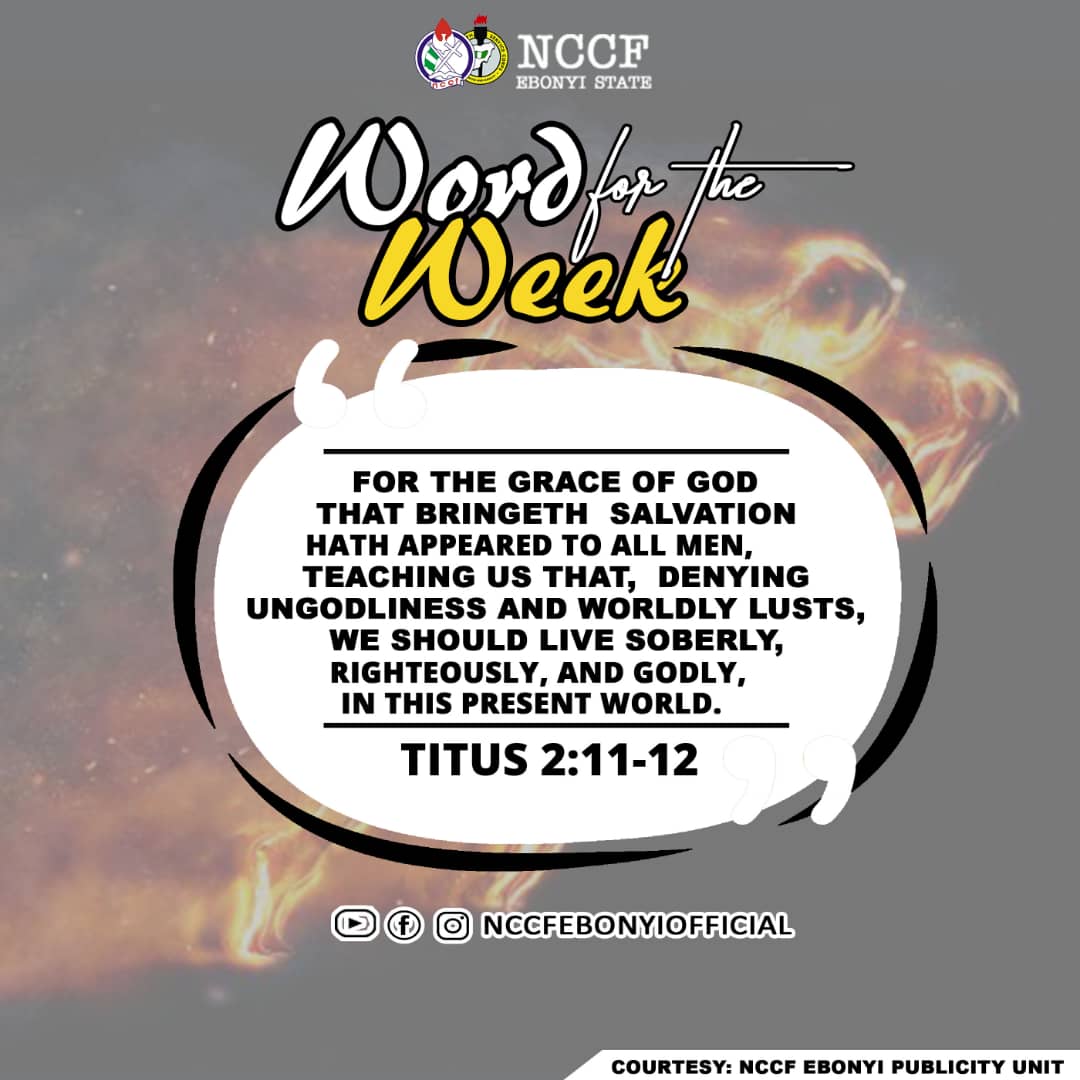 nccf
NCCF
EBONYI STATE
Word for the
Week
“
FOR THE GRACE OF GOD
THAT BRINGETH  SALVATION
HATH APPEARED TO ALL MEN,
TEACHING US THAT,  DENYING
UNGODLINESS AND WORLDLY LUSTS,
WE SHOULD LIVE SOBERLY,
RIGHTEOUSLY, AND GODLY,
IN THIS PRESENT WORLD.
TITUS 2:11-12
”
NCCFEBONYIOFFICIAL
COURTESY: NCCF EBONYI PUBLICITY UNIT